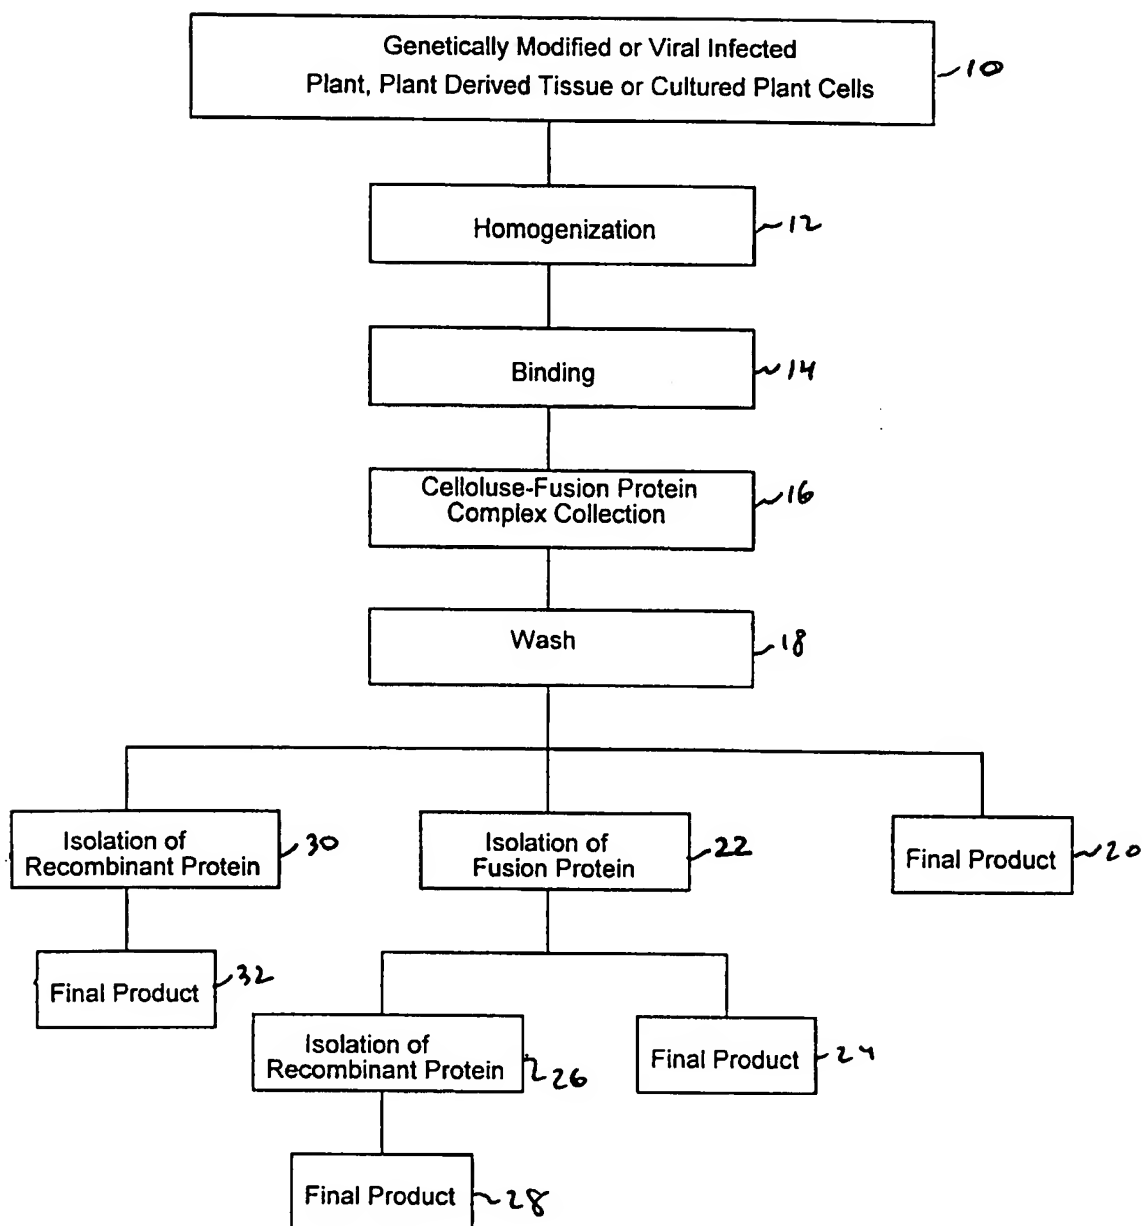 Genetically Modified or Viral Infected
Plant, Plant Derived Tissue or Cultured Plant Cells
10
Homogenization
12
Binding
14
Celloluse-Fusion Protein
Complex Collection
16
Wash
18
Isolation of
Recombinant Protein
30
Isolation of
Fusion Protein
22
Final Product
20
Final Product
32
Isolation of
Recombinant Protein
26
Final Product
24
Final Product
28